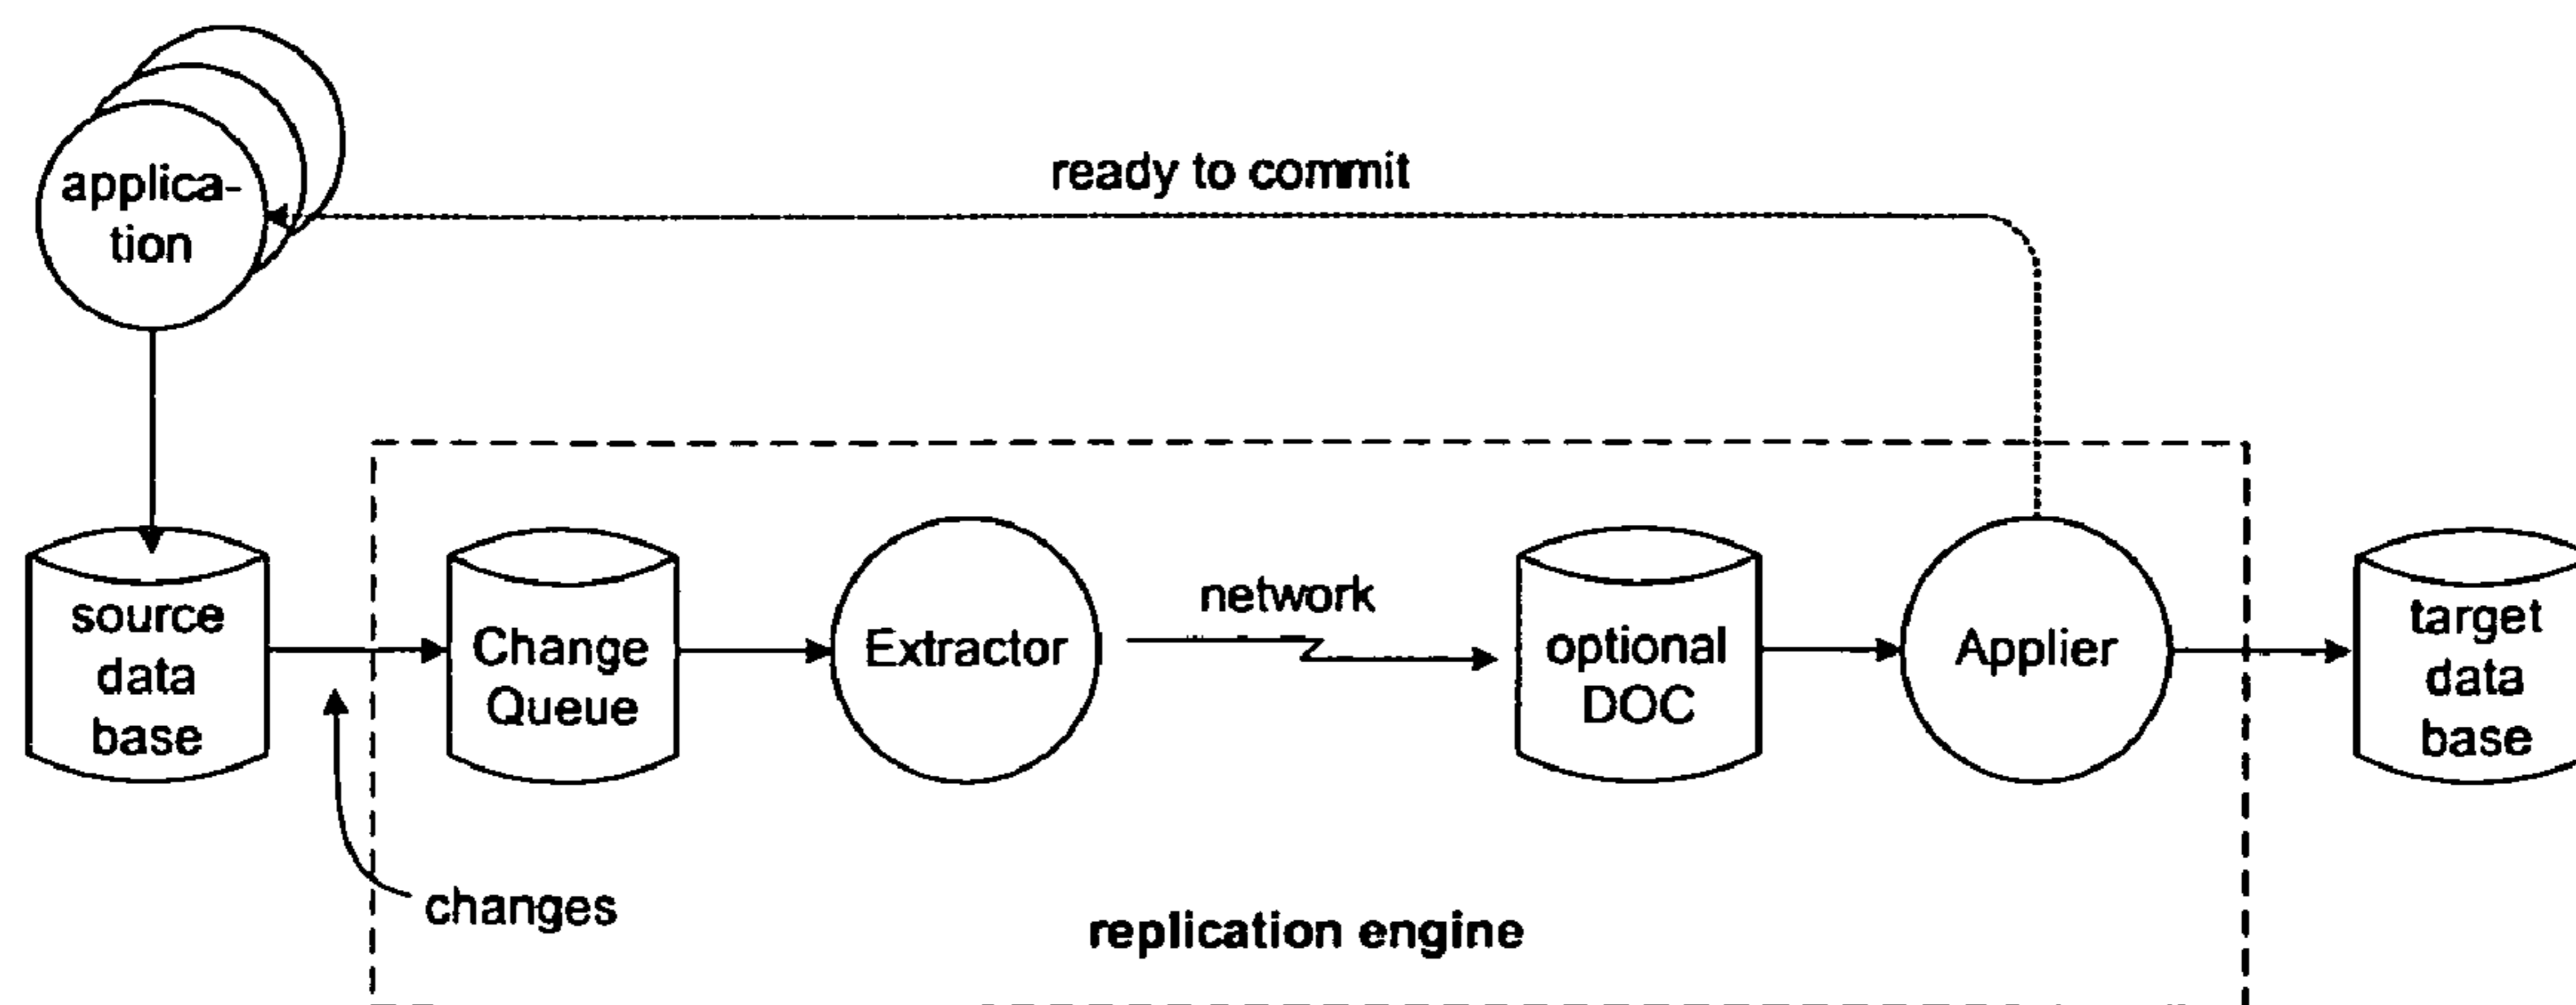 applica-
tion
ready to commit
source
data
base
Change
Queue
Extractor
network
optional
DOC
Applier
target
data
base
changes
replication engine